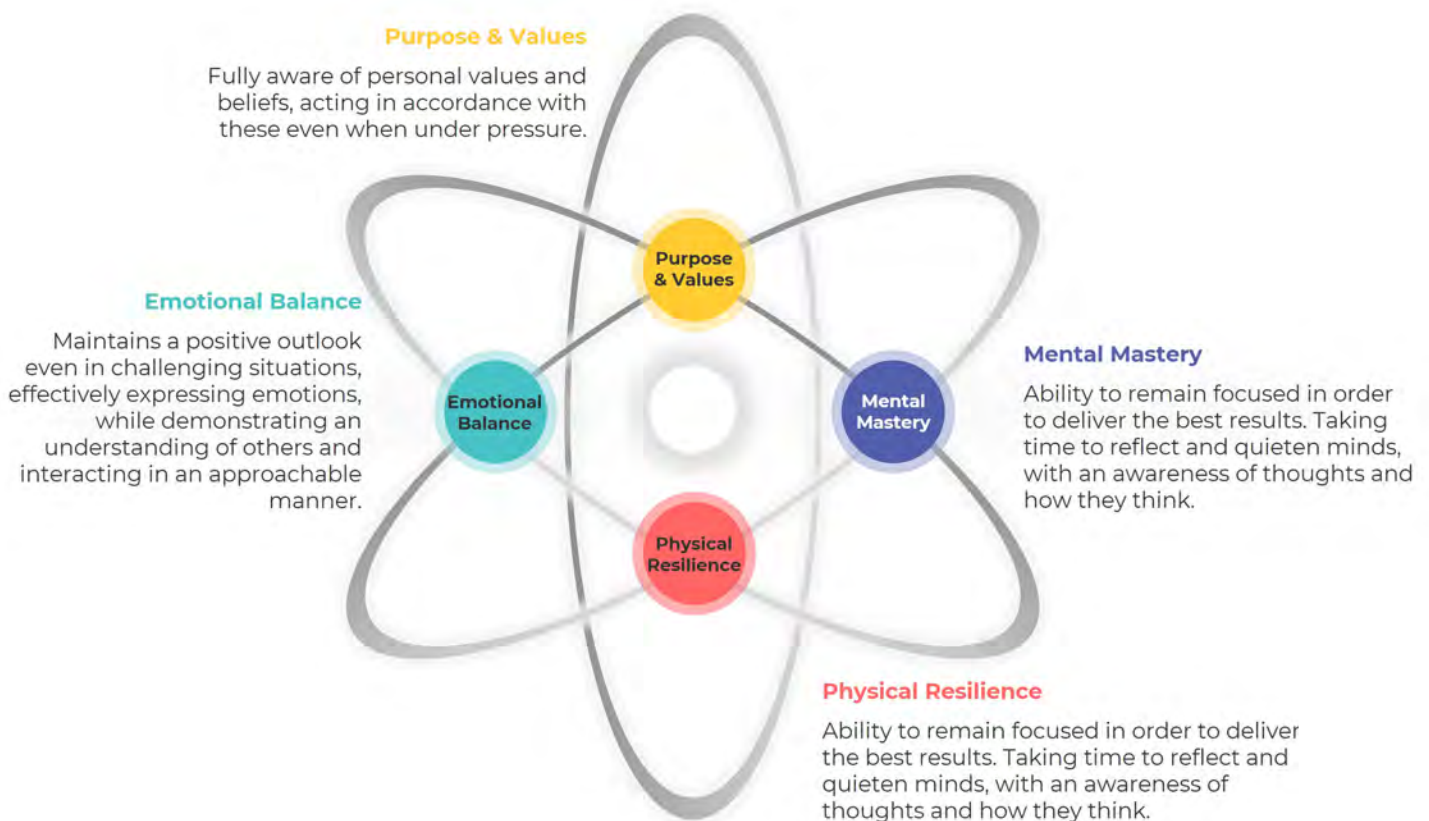 Purpose & Values
Fully aware of personal values and
beliefs, acting in accordance with
these even when under pressure.
Purpose
& Values
Emotional Balance
Maintains a positive outlook
even in challenging situations,
effectively expressing emotions,
while demonstrating an
understanding of others and
interacting in an approachable
manner.
Emotional
Balance
Mental
Mastery
Mental Mastery
Ability to remain focused in order
to deliver the best results. Taking
time to reflect and quieten minds,
with an awareness of thoughts and
how they think.
Physical
Resilience
Physical Resilience
Ability to remain focused in order to deliver
the best results. Taking time to reflect and
quieten minds, with an awareness of
thoughts and how they think.